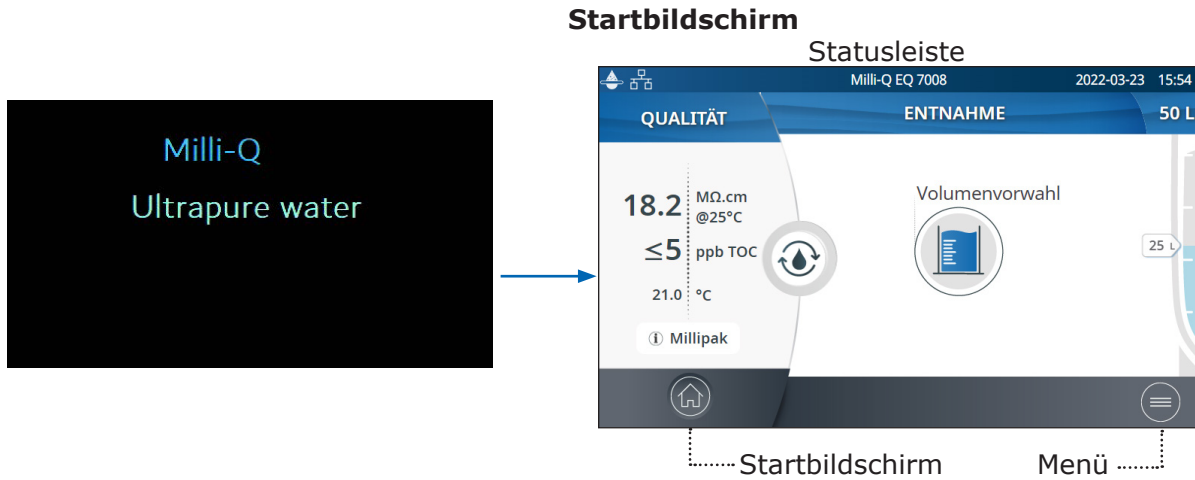 Startbildschirm
Statusleiste
Milli-Q EQ 7008 2022-03-23 15:54
QUALITÄT ENTNAHME 50 L
Milli-Q
Ultrapure water
Volumenvorwahl
18.2 MΩ.cm
@25°C
≤5 ppb TOC
25 L
21.0 °C
i Millipak
Startbildschirm Menü